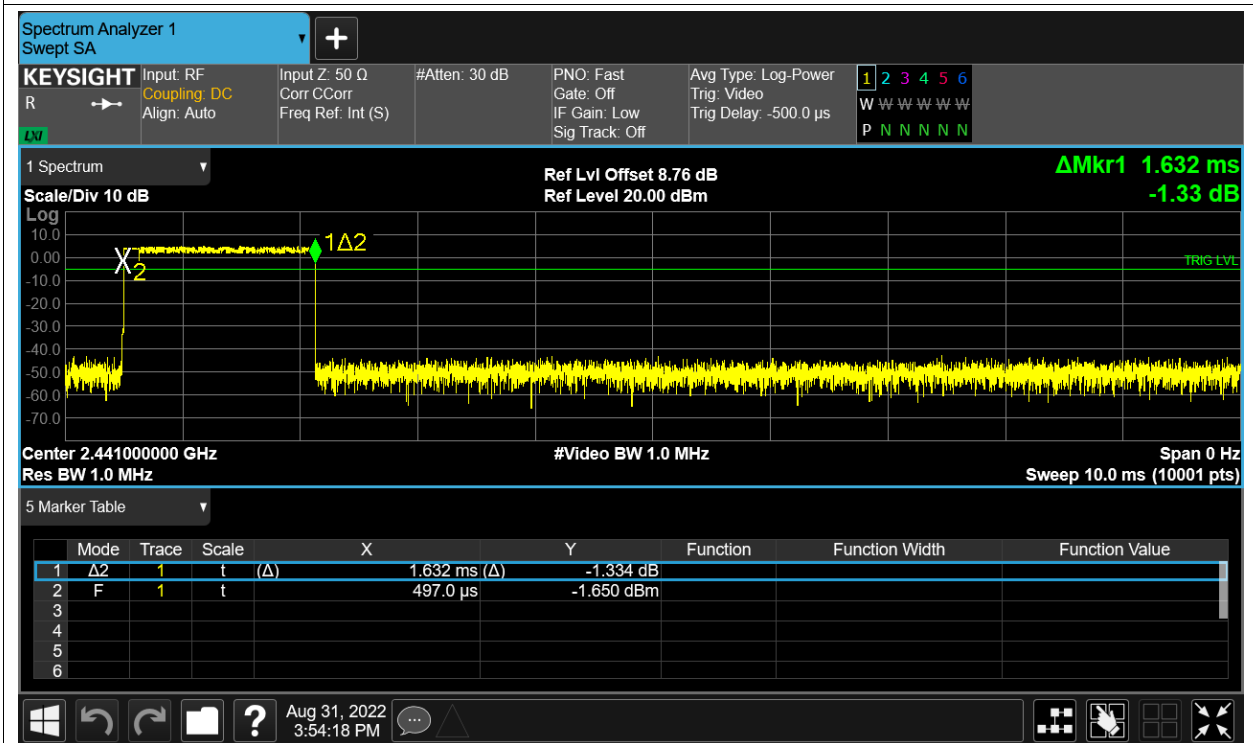 Spectrum Analyzer 1
Swept SA
+
KEYSIGHT Input: RF Input Z: 50 Ω #Atten: 30 dB PNO: Fast Avg Type: Log-Power 1 2 3 4 5 6
R Coupling: DC Corr CCorr Gate: Off Trig: Video W W W W W W
Align: Auto Freq Ref: Int (S) IF Gain: Low Trig Delay: -500.0 µs
LXI Sig Track: Off P N N N N N
1 Spectrum
Ref Lvl Offset 8.76 dB ΔMkr1 1.632 ms
Scale/Div 10 dB Ref Level 20.00 dBm -1.33 dB
Log
10.0
1Δ2
0.00
X2
TRIG LVL
-10.0
-20.0
-30.0
-40.0
-50.0
-60.0
-70.0
Center 2.441000000 GHz #Video BW 1.0 MHz Span 0 Hz
Res BW 1.0 MHz Sweep 10.0 ms (10001 pts)
5 Marker Table
Mode Trace Scale X Y Function Function Width Function Value
1 Δ2 1 t (Δ) 1.632 ms (Δ) -1.334 dB
2 F 1 t 497.0 µs -1.650 dBm
3
4
5
6
? Aug 31, 2022
3:54:18 PM